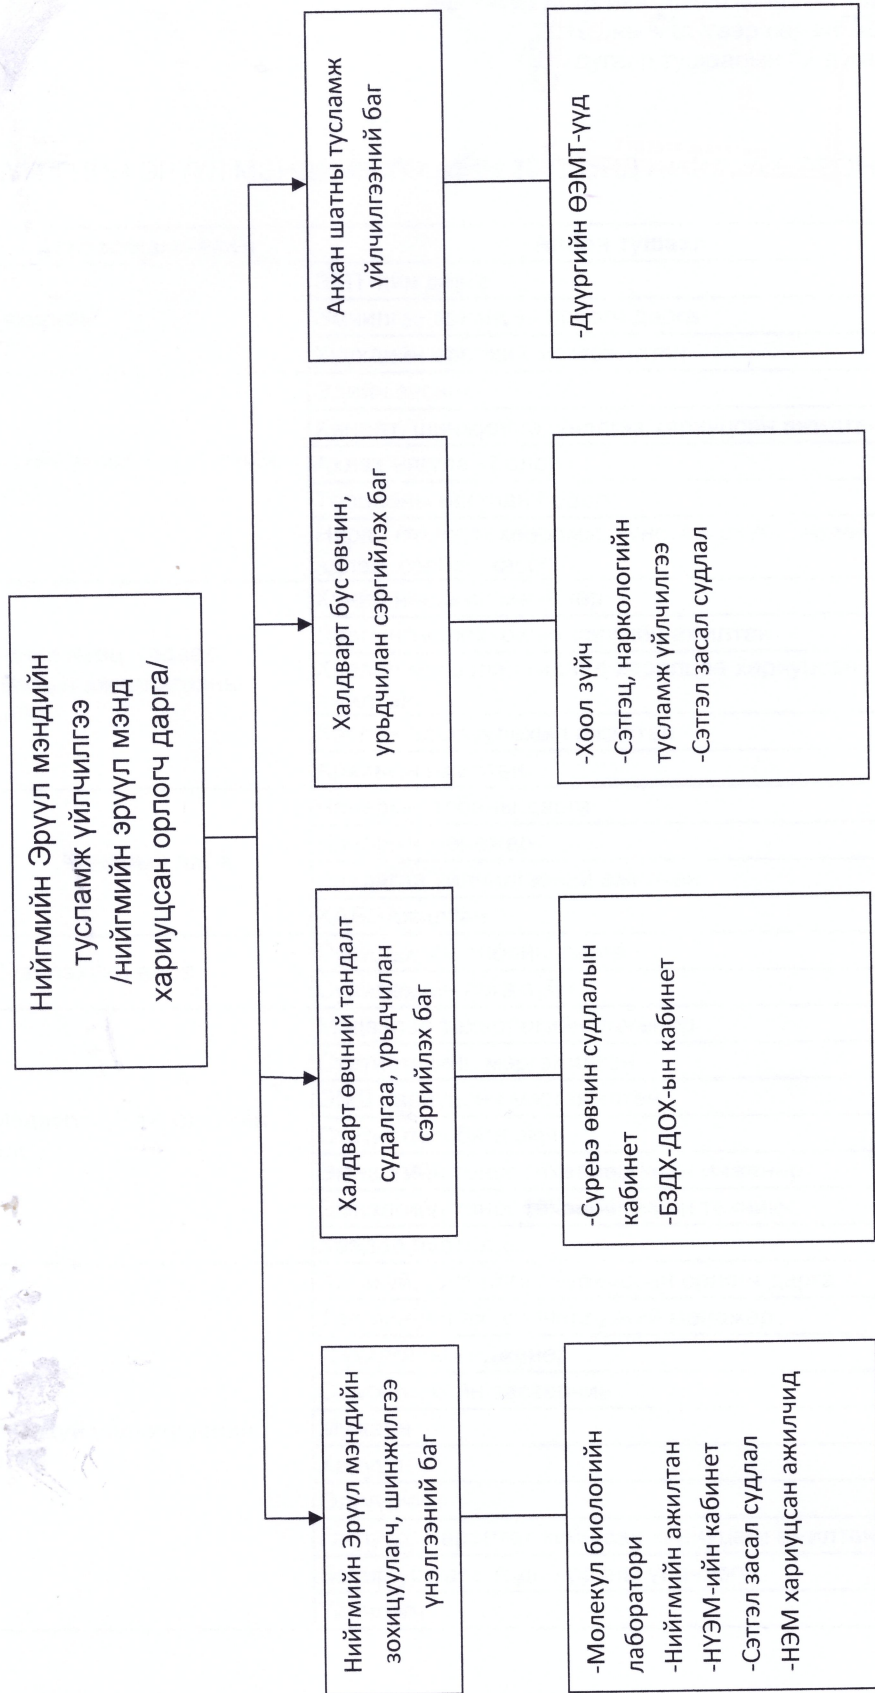 Нийгмийн Эрүүл мэндийн
тусламж үйлчилгээ
/нийгмийн эрүүл мэнд
хариуцсан орлогч дарга/
Нийгмийн Эрүүл мэндийн
зохицуулагч, шинжилгээ
үнэлгээний баг
Халдварт өвчний тандалт
судалгаа, урьдчилан
сэргийлэх баг
Халдварт бус өвчин,
урьдчилан сэргийлэх баг
Анхан шатны тусламж
үйлчилгээний баг
-Молекул биологийн
лаборатори
-Нийгмийн ажилтан
-НҮЭМ-ийн кабинет
-Сэтгэл засал судлал
-НЭМ хариуцсан ажилчид
-Сүреьэ өвчин судлалын
кабинет
-БЗДХ-ДОХ-ын кабинет
-Хоол зүйч
-Сэтгэц, наркологийн
тусламж үйлчилгээ
-Сэтгэл засал судлал
-Дүүргийн ӨЭМТ-үүд